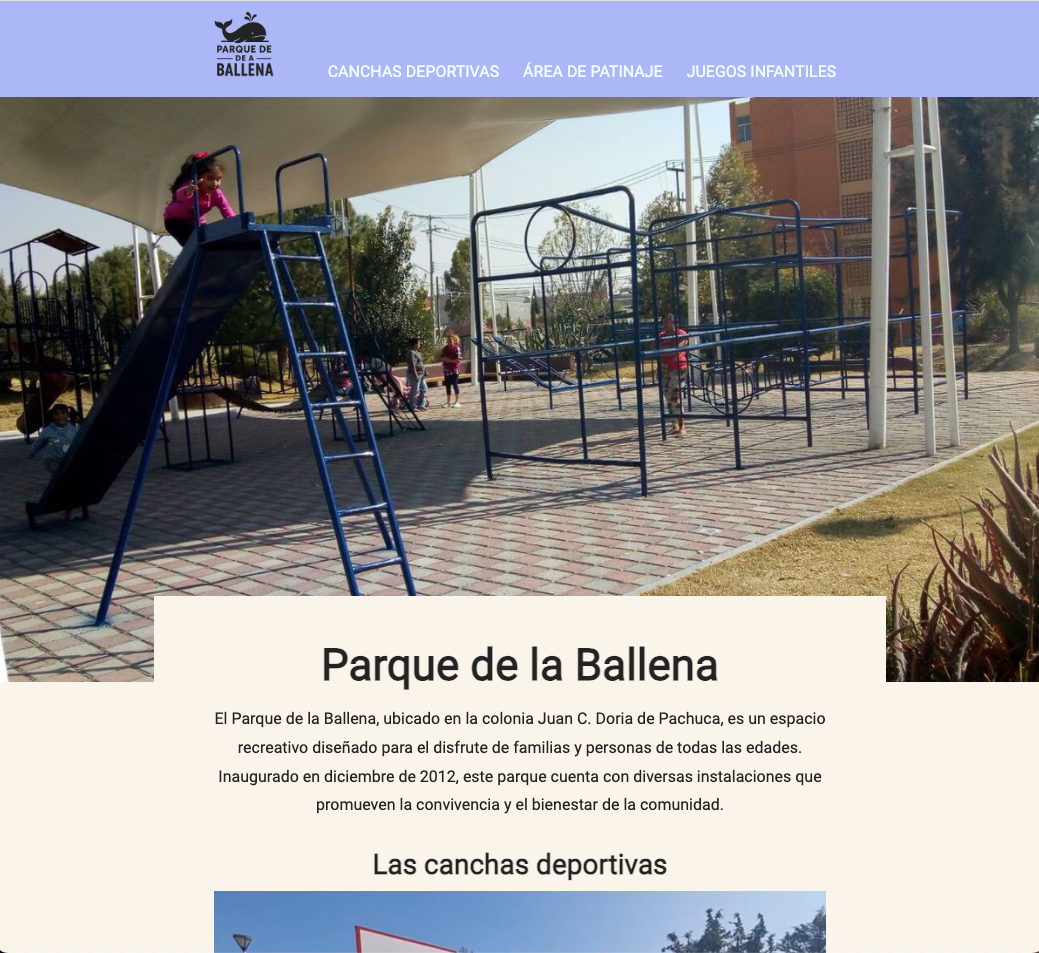 PARQUE DE
DE A
BALLENA
CANCHAS DEPORTIVAS ÁREA DE PATINAJE JUEGOS INFANTILES
Parque de la Ballena
El Parque de la Ballena, ubicado en la colonia Juan C. Doria de Pachuca, es un espacio
recreativo diseñado para el disfrute de familias y personas de todas las edades.
Inaugurado en diciembre de 2012, este parque cuenta con diversas instalaciones que
promueven la convivencia y el bienestar de la comunidad.
Las canchas deportivas